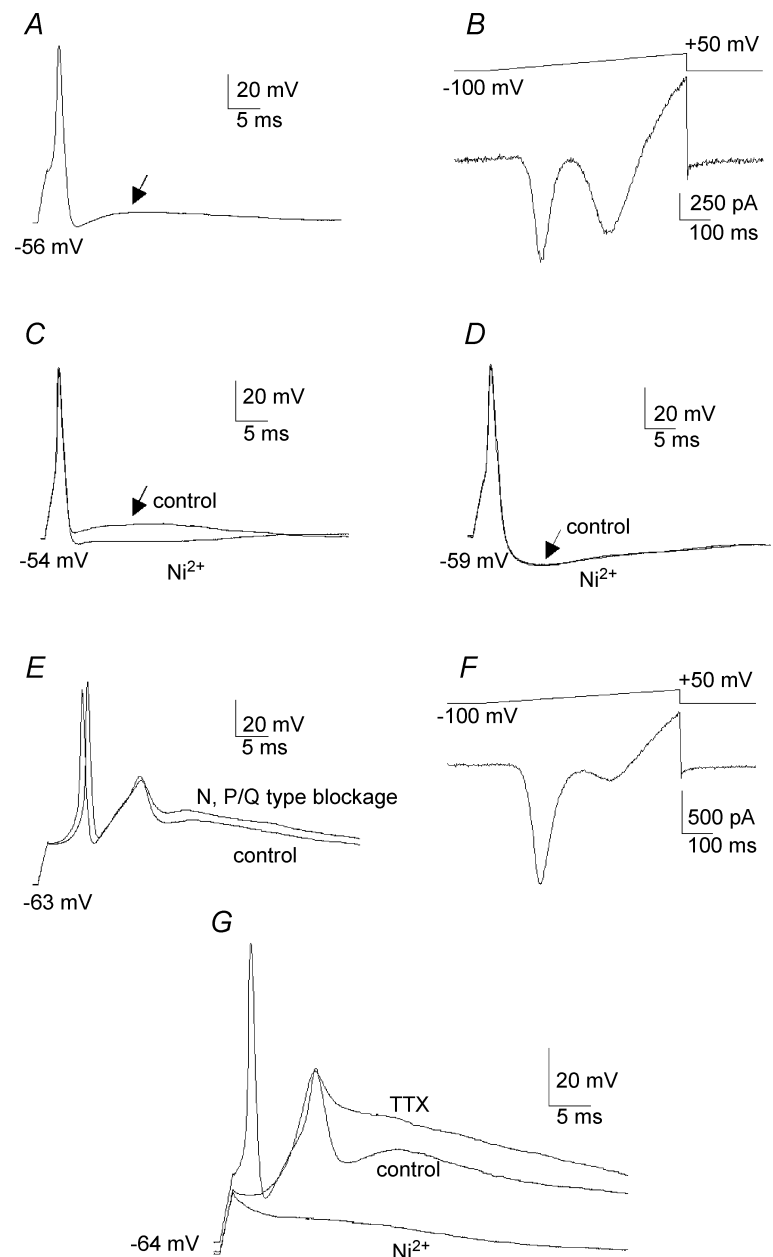 A
20 mV
5 ms
-56 mV
B
+50 mV
-100 mV
250 pA
100 ms
C
20 mV
5 ms
control
-54 mV
Ni²⁺
D
20 mV
5 ms
control
-59 mV
Ni²⁺
E
20 mV
5 ms
N, P/Q type blockage
control
-63 mV
F
+50 mV
-100 mV
500 pA
100 ms
G
20 mV
5 ms
TTX
control
-64 mV
Ni²⁺